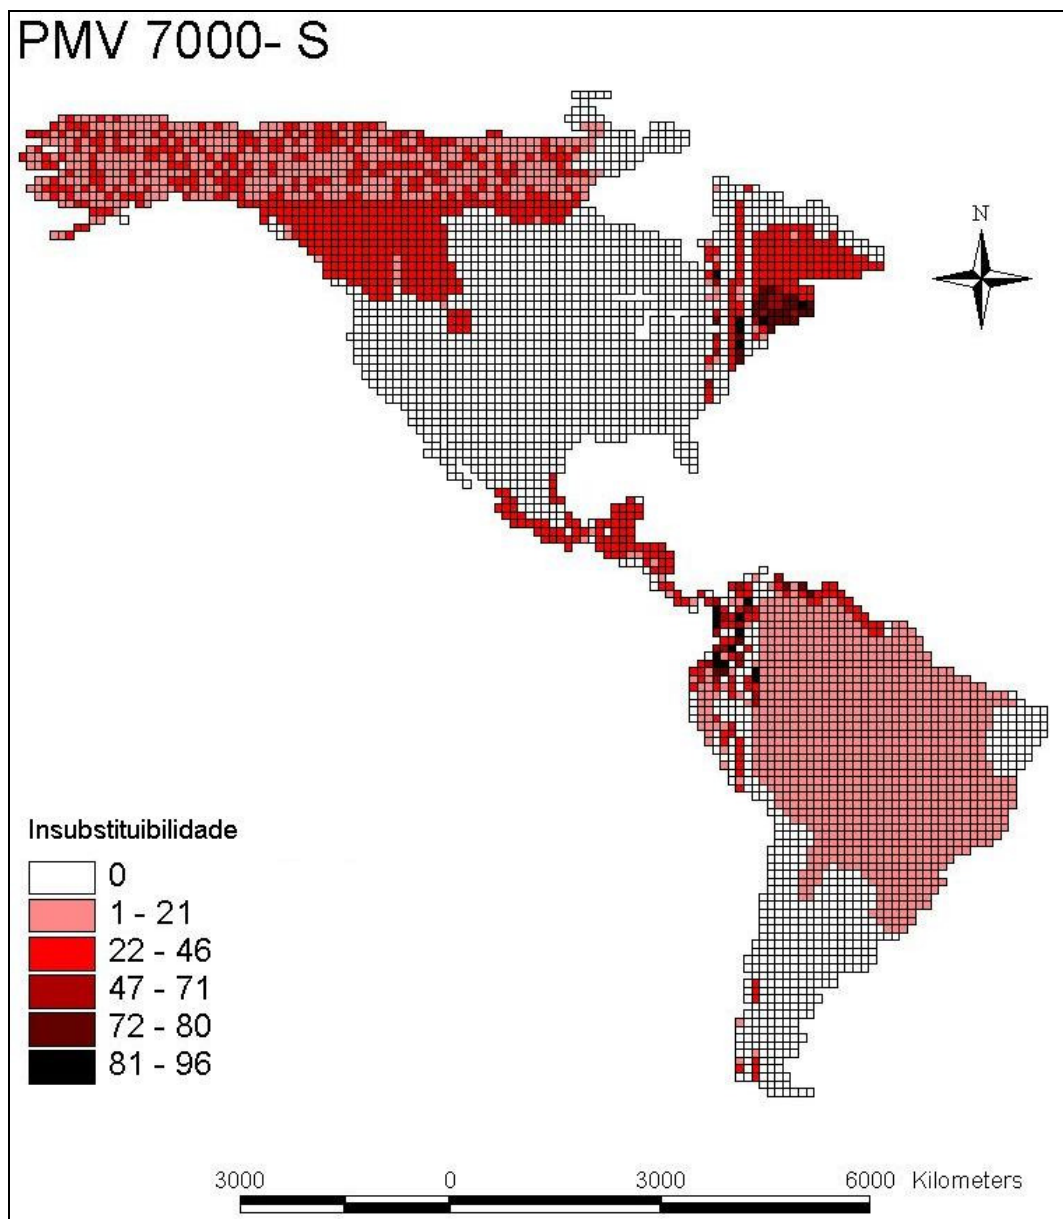 PMV 7000- S
N
Insubstituibilidade
0
1 - 21
22 - 46
47 - 71
72 - 80
81 - 96
3000 0 3000 6000 Kilometers